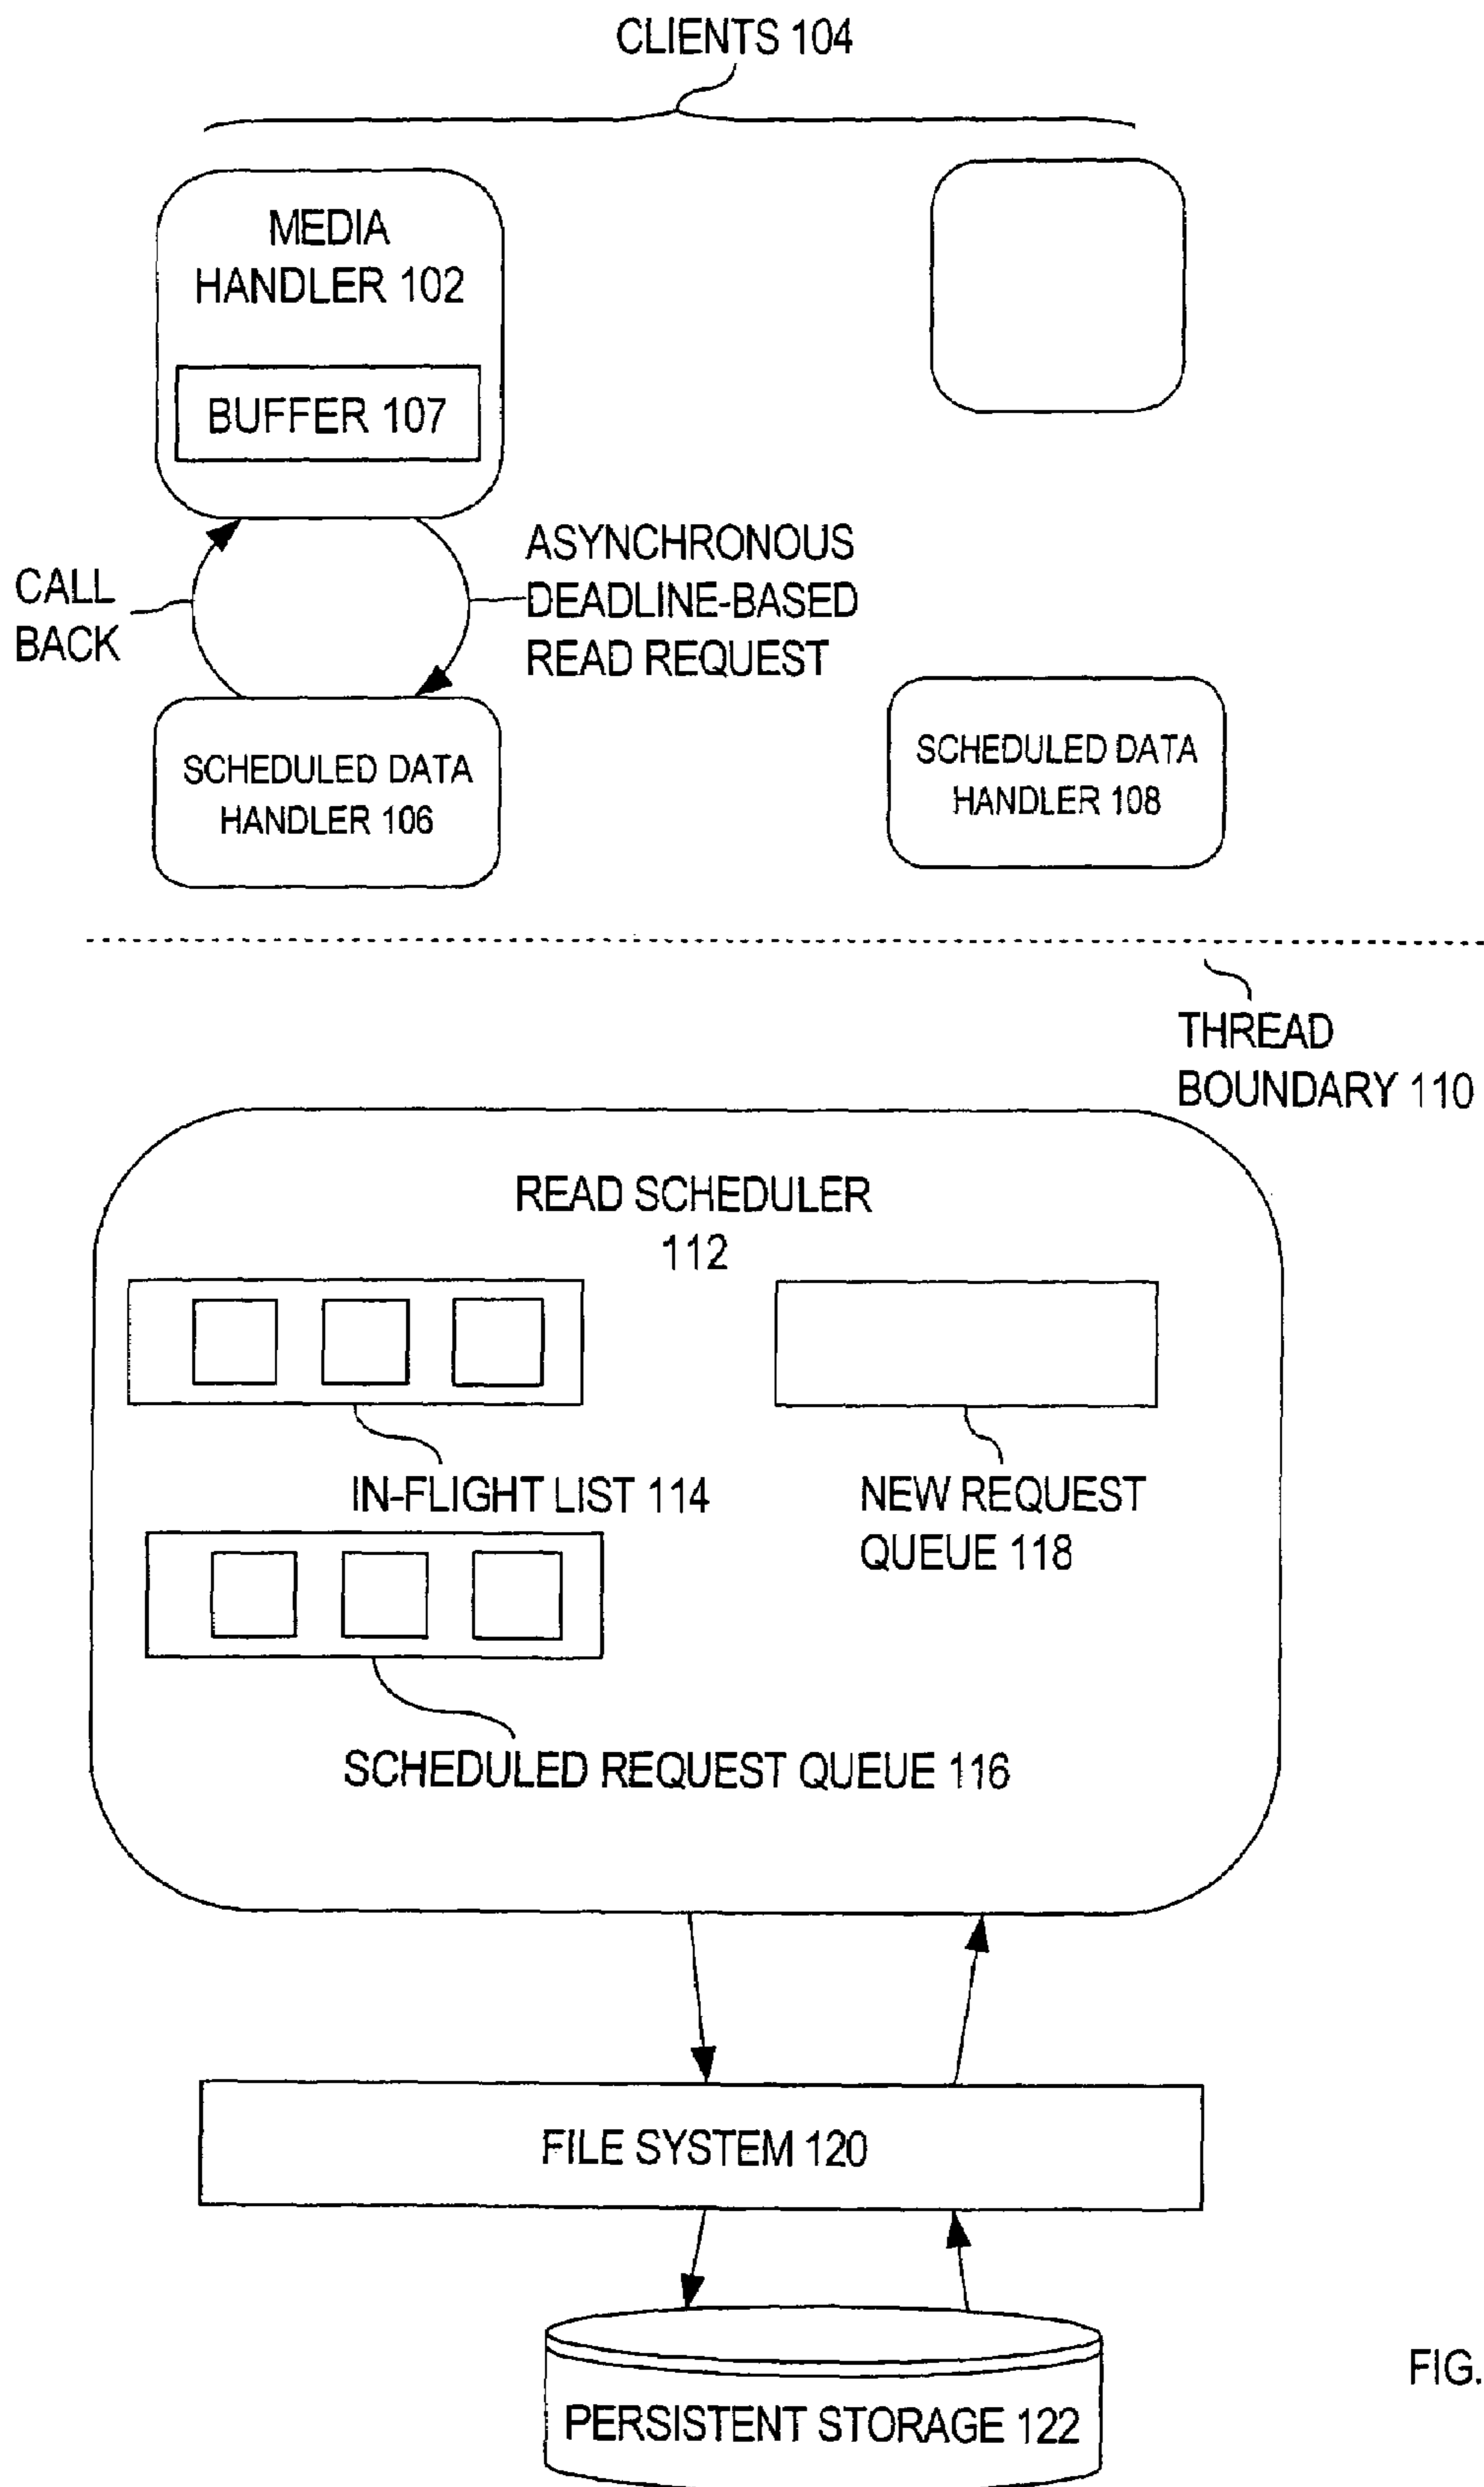 CLIENTS 104
MEDIA
HANDLER 102
BUFFER 107
CALL
BACK
ASYNCHRONOUS
DEADLINE-BASED
READ REQUEST
SCHEDULED DATA
HANDLER 106
SCHEDULED DATA
HANDLER 108
THREAD
BOUNDARY 110
READ SCHEDULER
112
IN-FLIGHT LIST 114
NEW REQUEST
QUEUE 118
SCHEDULED REQUEST QUEUE 116
FILE SYSTEM 120
PERSISTENT STORAGE 122
FIG.